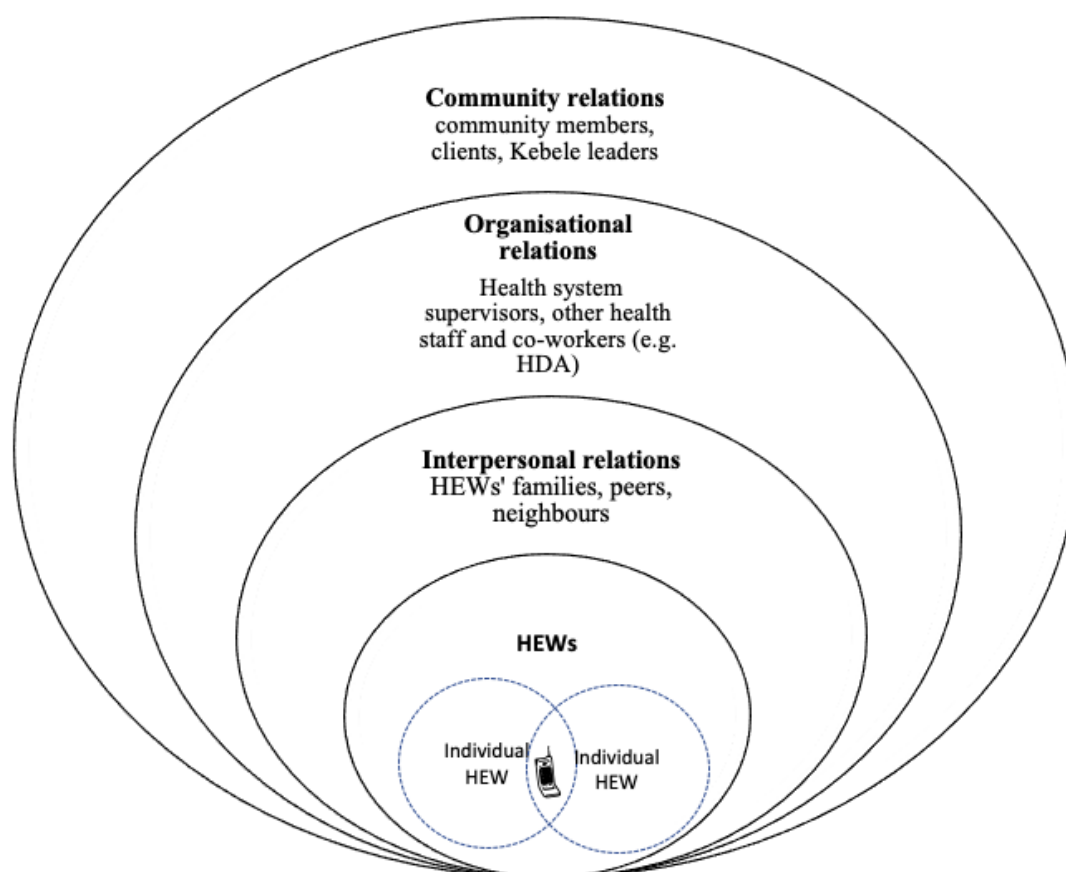 Community relations
community members,
clients, Kebele leaders
Organisational
relations
Health system
supervisors, other health
staff and co-workers (e.g.
HDA)
Interpersonal relations
HEWs' families, peers,
neighbours
HEWs
Individual
HEW
Individual
HEW